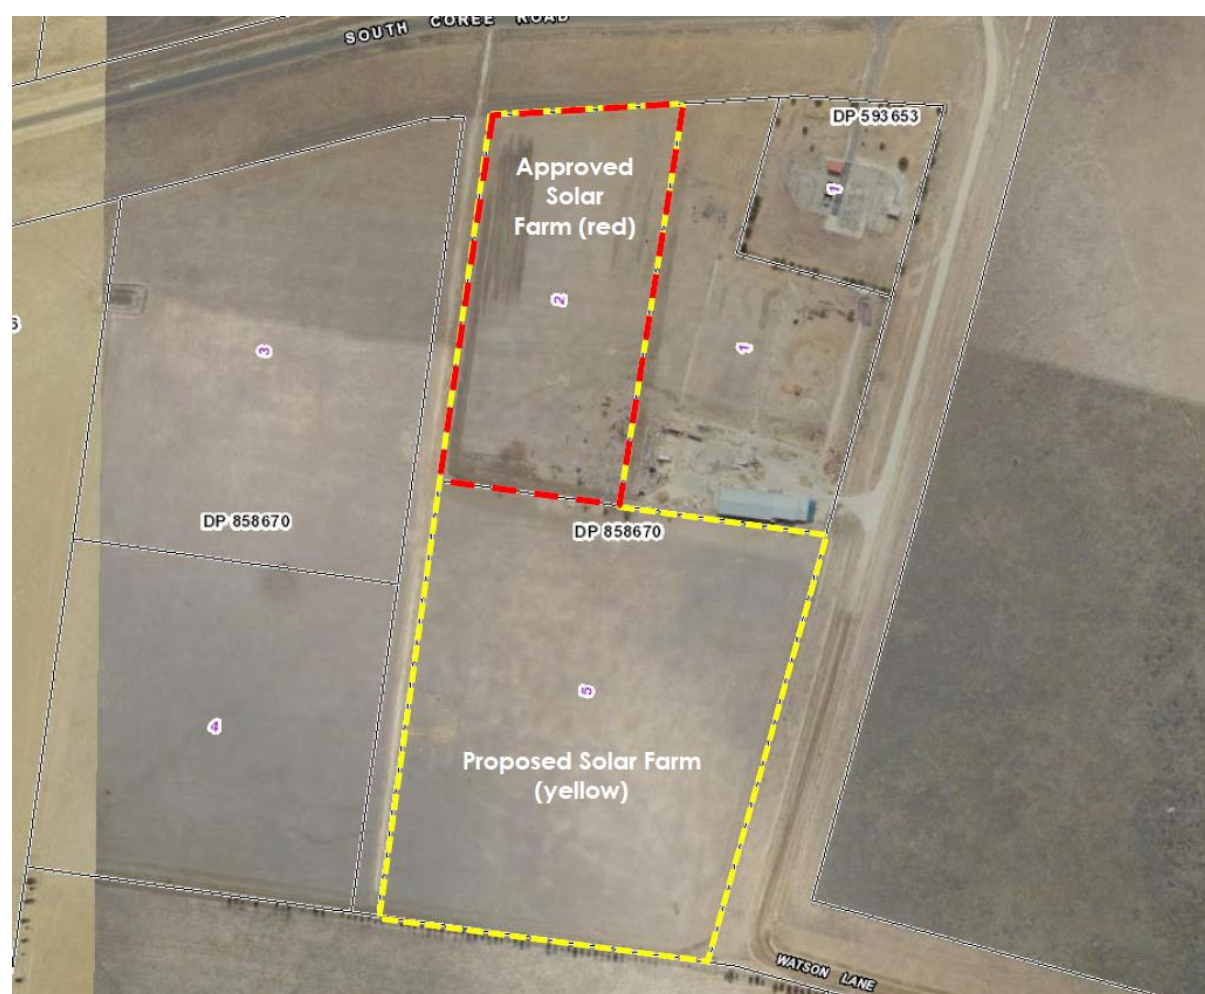 SOUTH COREE ROAD
DP 593653
Approved
Solar
Farm (red)
1
2
6
3
1
DP 858670
DP 858670
5
4
Proposed Solar Farm
(yellow)
WATSON LANE